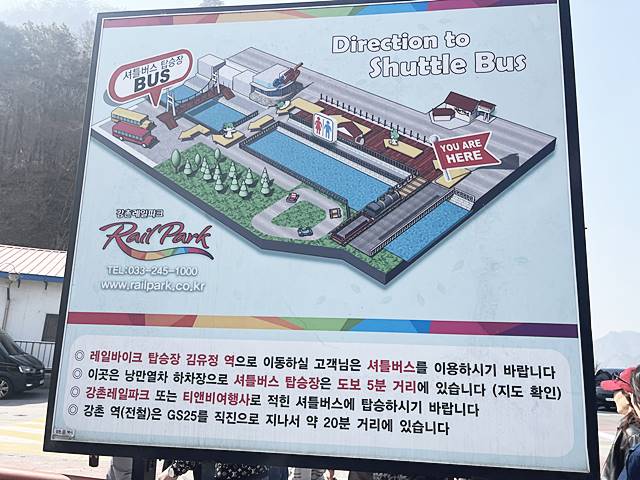 Direction to
Shuttle Bus
셔틀버스 탑승장
BUS
YOU ARE
HERE
강촌레일파크
Rail Park
TEL:033-245-1000
www.railpark.co.kr
◎ 레일바이크 탑승장 김유정 역으로 이동하실 고객님은 셔틀버스를 이용하시기 바랍니다
◎ 이곳은 낭만열차 하차장으로 셔틀버스 탑승장은 도보 5분 거리에 있습니다 (지도 확인)
◎ 강촌레일파크 또는 티앤비여행사로 적힌 셔틀버스에 탑승하시기 바랍니다
◎ 강촌 역(전철)은 GS25를 직진으로 지나서 약 20분 거리에 있습니다